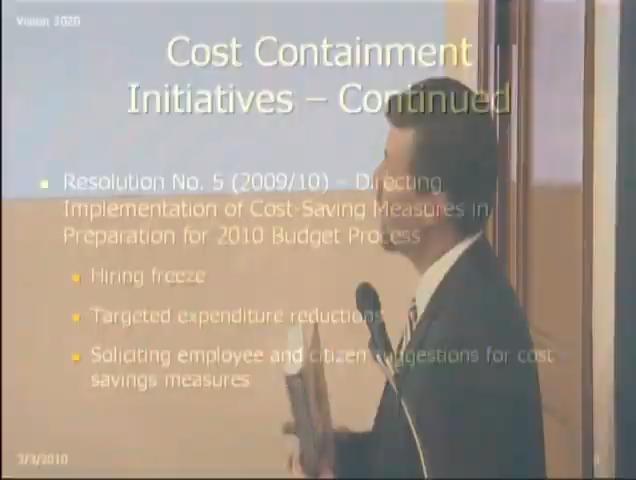 Vision 2020
Cost Containment
Initiatives – Continued
Resolution No. 5 (2009/10) – Directing
Implementation of Cost-Saving Measures in
Preparation for 2010 Budget Process
Hiring freeze
Targeted expenditure reductions
Soliciting employee and citizen suggestions for cost
savings measures
3/3/2010